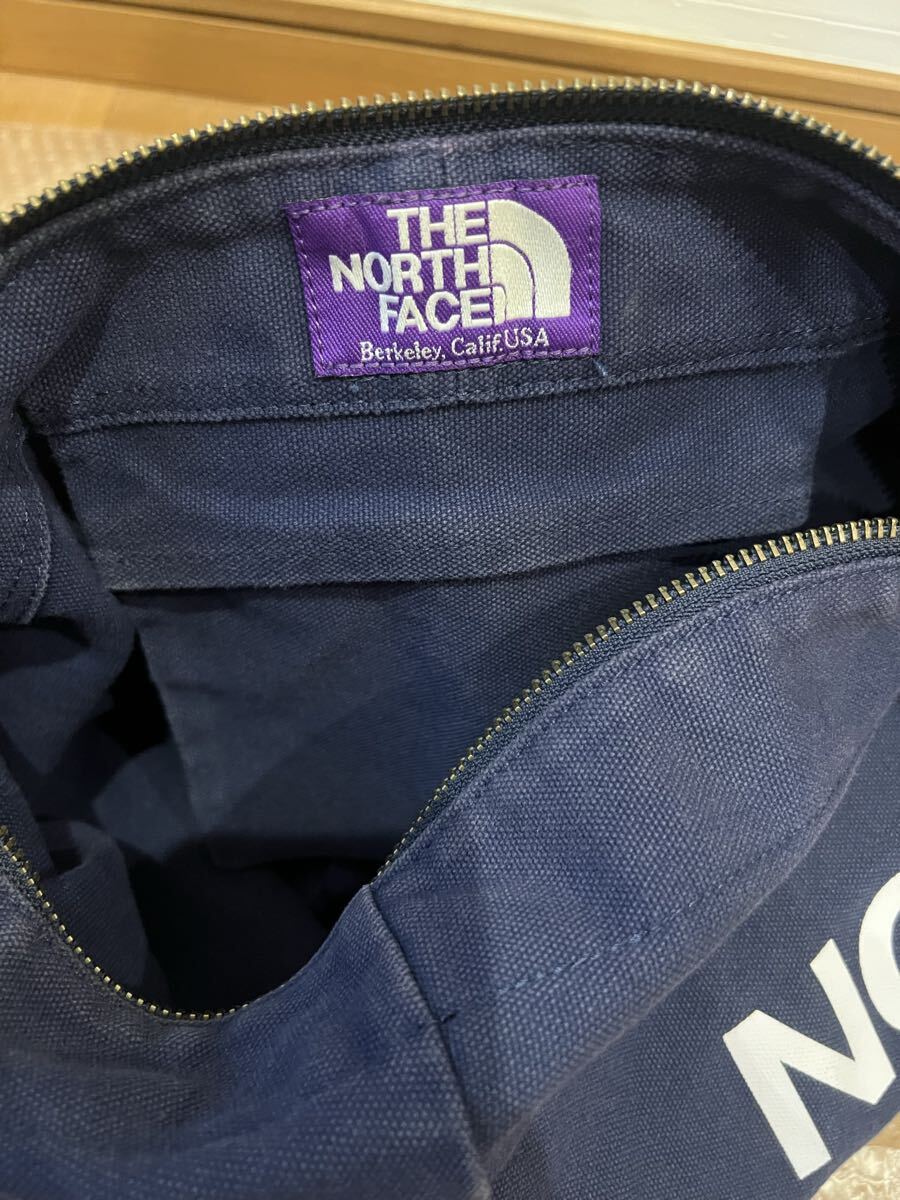 THE
NORTH
FACE
Berkeley, Calif. USA
NO